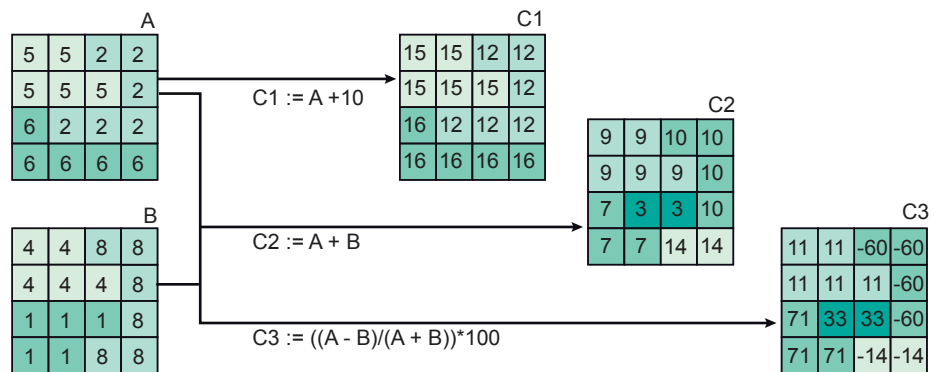 A
5 5 2 2
5 5 5 2
6 2 2 2
6 6 6 6
C1 := A +10
C1
15 15 12 12
15 15 15 12
16 12 12 12
16 16 16 16
B
4 4 8 8
4 4 4 8
1 1 1 8
1 1 8 8
C2 := A + B
C2
9 9 10 10
9 9 9 10
7 3 3 10
7 7 14 14
C3 := ((A - B)/(A + B))*100
C3
11 11 -60 -60
11 11 11 -60
71 33 33 -60
71 71 -14 -14